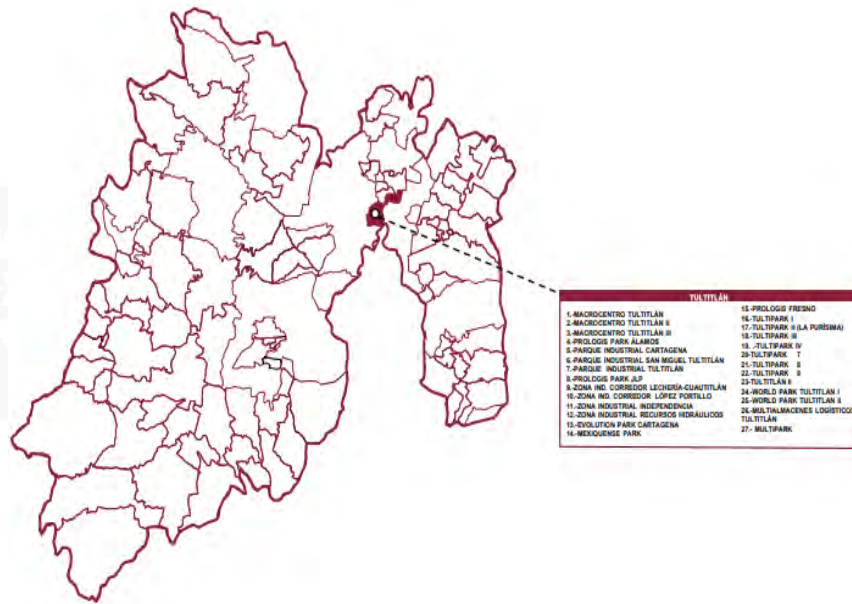 TULTITLÁN
1.-MACROCENTRO TULTITLÁN
2.-MACROCENTRO TULTITLÁN II
3.-MACROCENTRO TULTITLÁN III
4.-PROLOGIS PARK ÁLAMOS
5.-PARQUE INDUSTRIAL CARTAGENA
6.-PARQUE INDUSTRIAL SAN MIGUEL TULTITLÁN
7.-PARQUE INDUSTRIAL TULTITLÁN
8.-PROLOGIS PARK JLP
9.-ZONA IND. CORREDOR LECHERÍA-CUAUTITLÁN
10.-ZONA IND. CORREDOR LÓPEZ PORTILLO
11.-ZONA INDUSTRIAL INDEPENDENCIA
12.-ZONA INDUSTRIAL RECURSOS HIDRÁULICOS
13.-EVOLUTION PARK CARTAGENA
14.-MEXIQUENSE PARK
15.-PROLOGIS FRESNO
16.-TULTIPARK I
17.-TULTIPARK II (LA PURÍSIMA)
18.-TULTIPARK III
19. .-TULTIPARK IV
20-TULTIPARK 7
21.-TULTIPARK 8
22.-TULTIPARK 9
23-TULTITLÁN II
24.-WORLD PARK TULTITLAN I
25.-WORLD PARK TULTITLAN II
26.-MULTIALMACENES LOGÍSTICOS
TULTITLÁN
27.- MULTIPARK